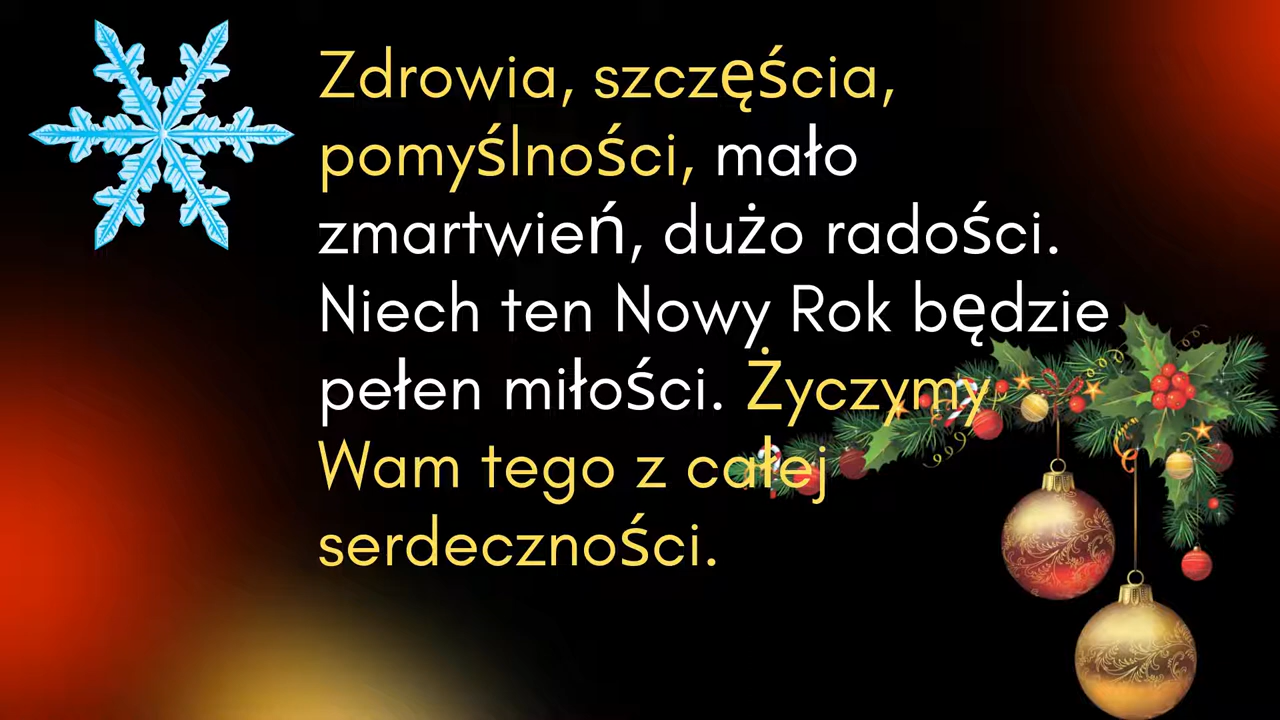 Zdrowia, szczęścia,
pomyślności, mało
zmartwień, dużo radości.
Niech ten Nowy Rok będzie
pełen miłości. Życzymy
Wam tego z całej
serdeczności.